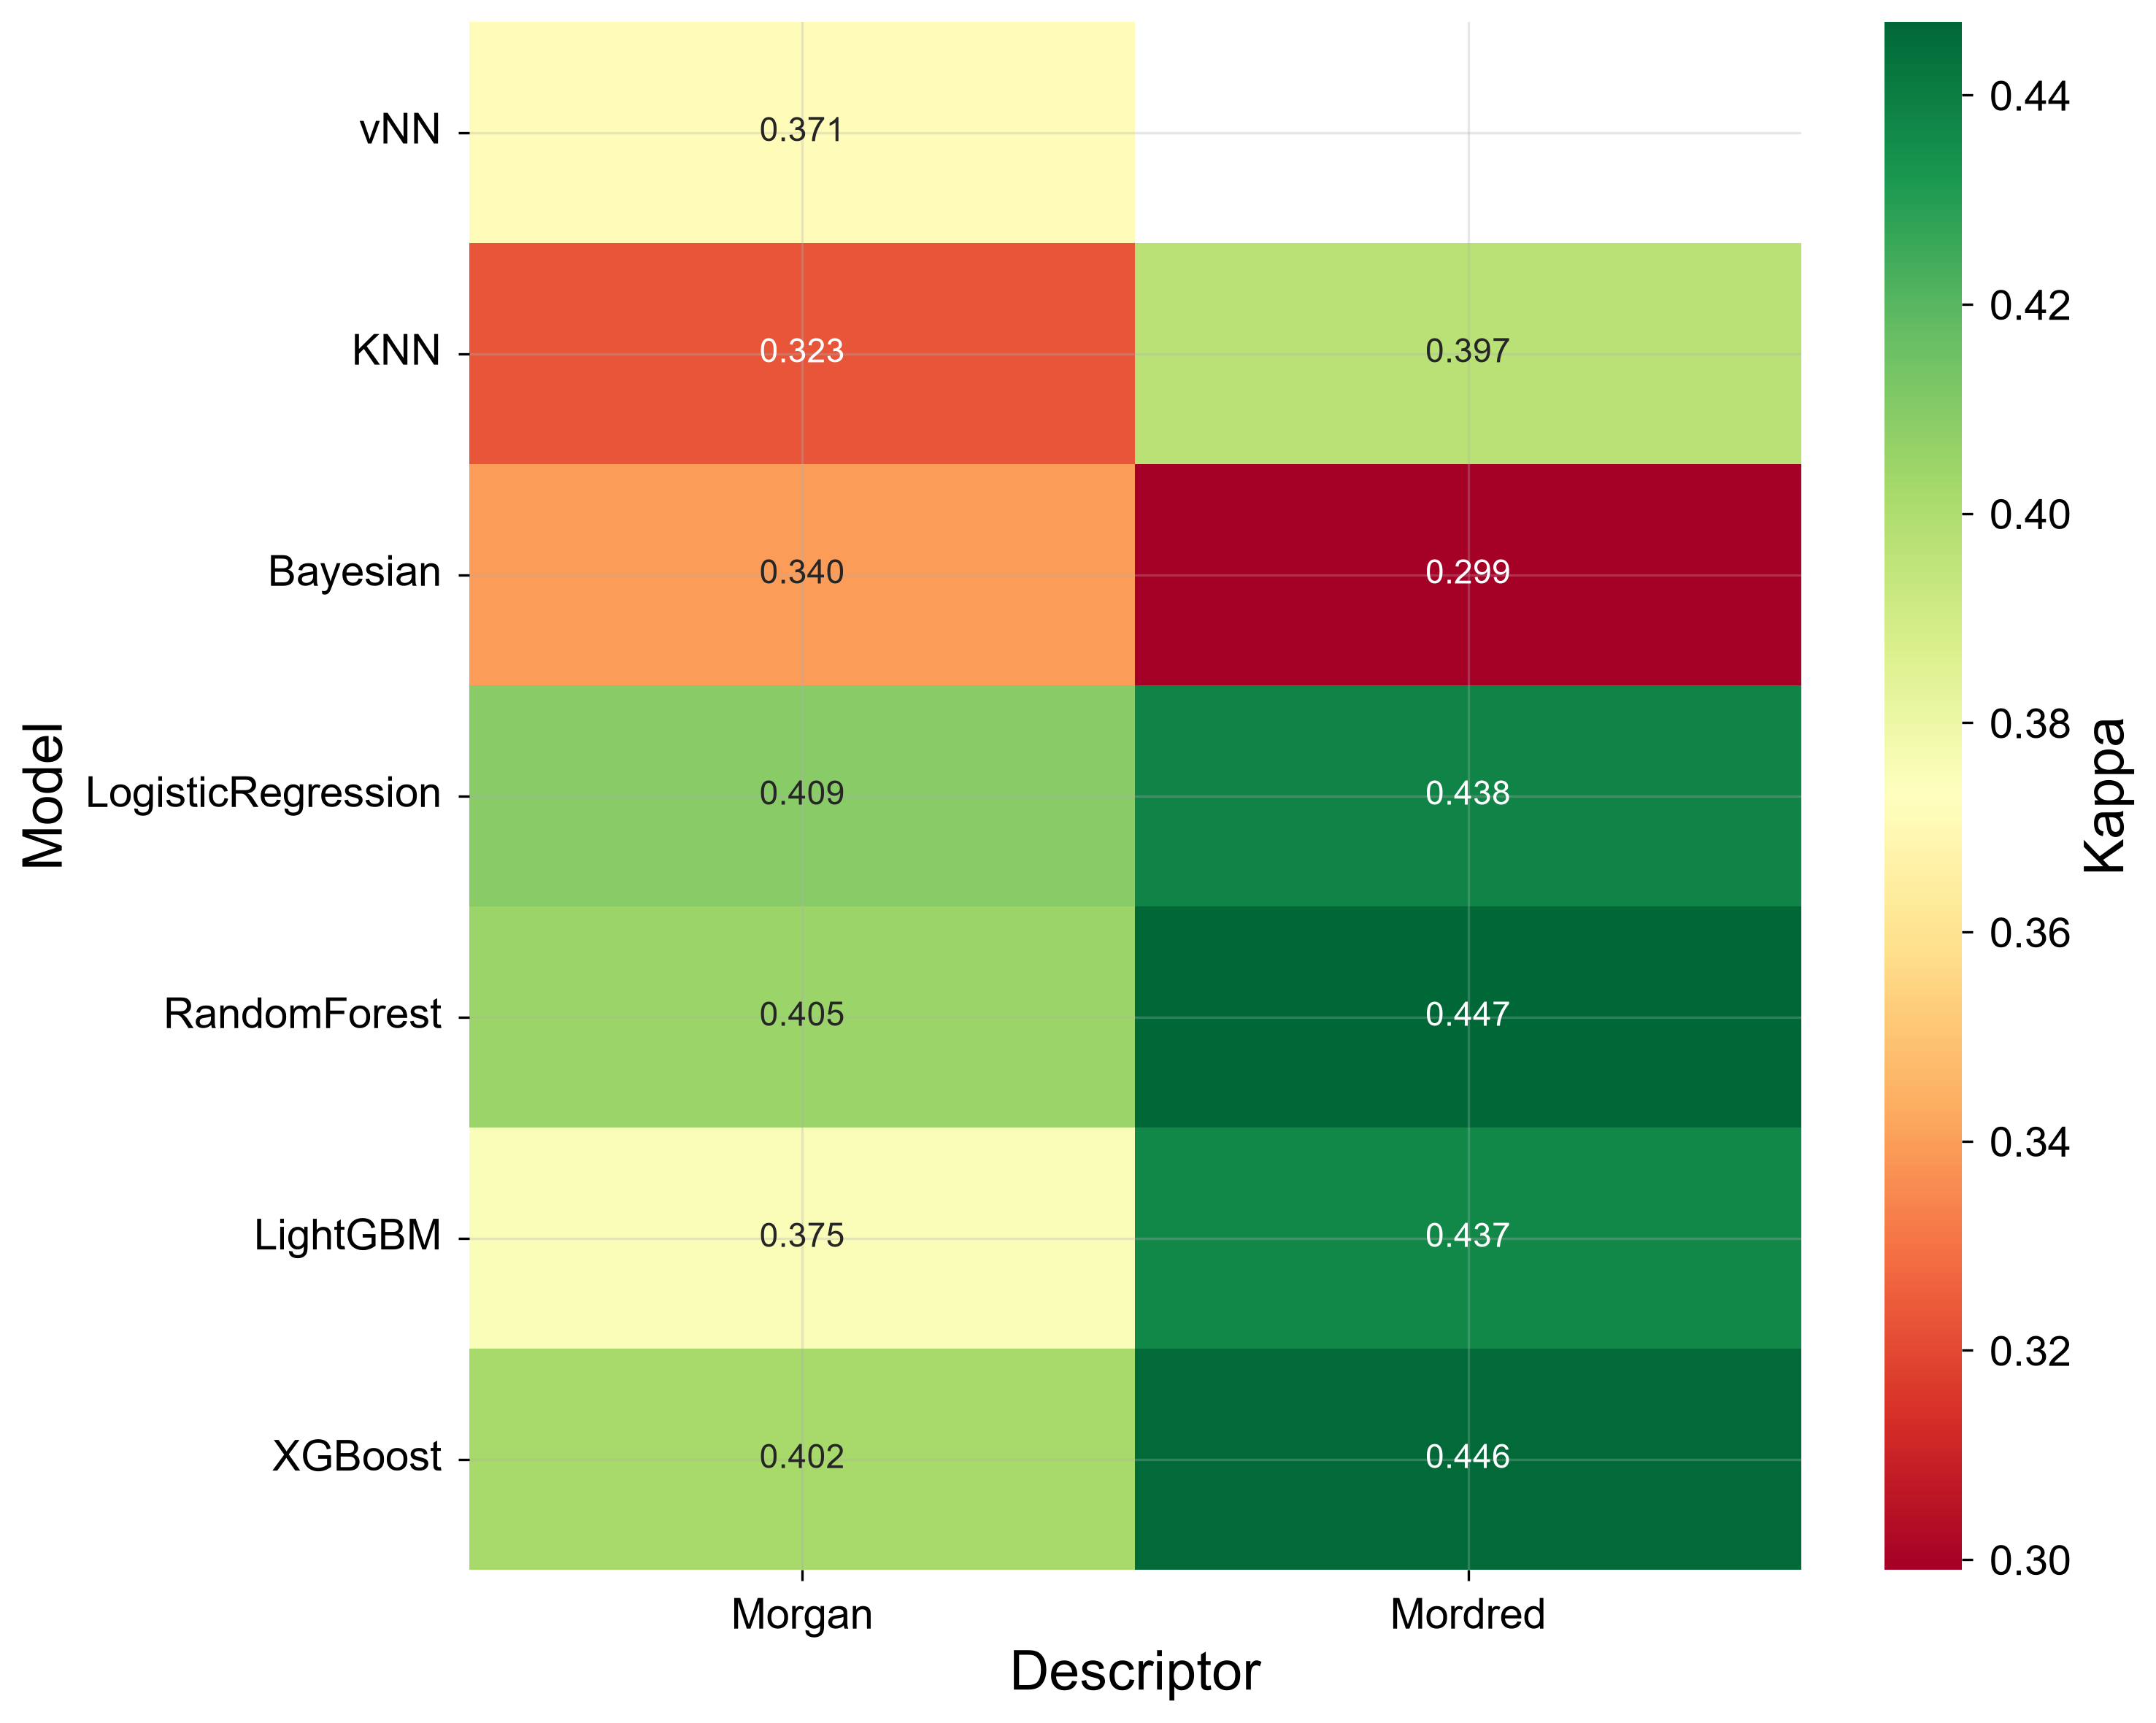 vNN 0.371
KNN 0.323 0.397
Bayesian 0.340 0.299
LogisticRegression 0.409 0.438
RandomForest 0.405 0.447
LightGBM 0.375 0.437
XGBoost 0.402 0.446
Morgan Mordred
Descriptor
Model
0.44
0.42
0.40
0.38
0.36
0.34
0.32
0.30
Kappa